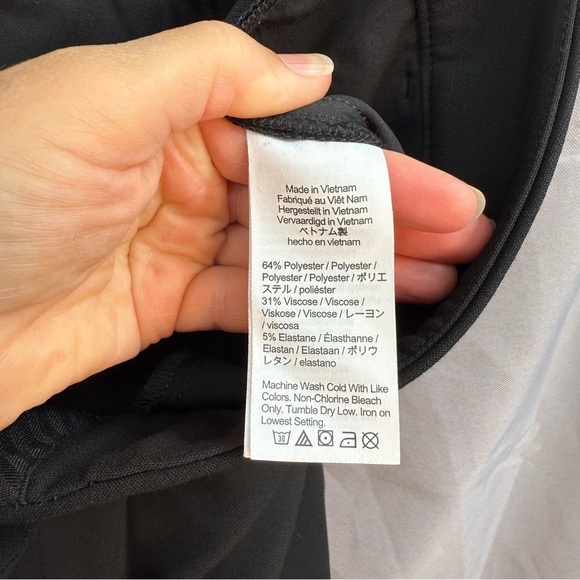 Made in Vietnam
Fabriqué au Viêt Nam
Hergestellt in Vietnam
Vervaardigd in Vietnam
ベトナム製
hecho en vietnam
64% Polyester / Polyester /
Polyester / Polyester / ポリエ
ステル / poliéster
31% Viscose / Viscose /
Viskose / Viscose / レーヨン
/ viscosa
5% Elastane / Élasthanne /
Elastan / Elastaan / ポリウ
レタン / elastano
Machine Wash Cold With Like
Colors. Non-Chlorine Bleach
Only. Tumble Dry Low. Iron on
Lowest Setting.
30